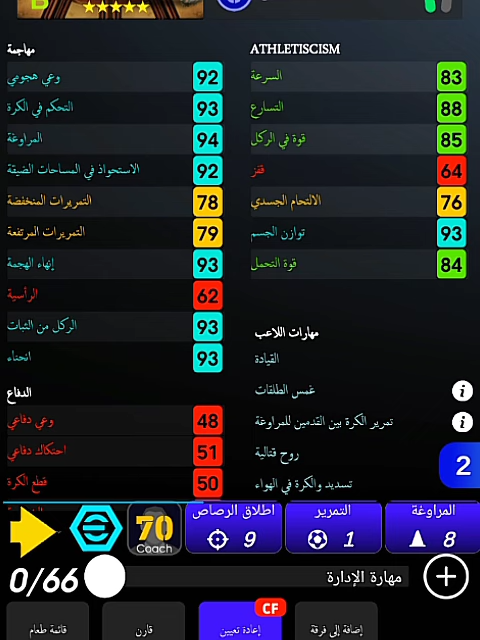 مهاجمة
وعي هجومي 92
التحكم في الكرة 93
المراوغة 94
الاستحواذ في المساحات الضيقة 92
التمريرات المنخفضة 78
التمريرات المرتفعة 79
إنهاء الهجمة 93
الرأسية 62
الركل من الثبات 93
انحناء 93
الدفاع
وعي دفاعي 48
احتكاك دفاعي 51
قطع الكرة 50
ATHLETISCISM
السرعة 83
التسارع 88
قوة في الركل 85
قفز 64
الالتحام الجسدي 76
توازن الجسم 93
قوة التحمل 84
مهارات اللاعب
القيادة
غمس الطلقات
تمرير الكرة بين القدمين للمراوغة
روح قتالية
تسديد والكرة في الهواء
2
70
Coach
اطلاق الرصاص
9
التمرير
1
المراوغة
8
0/66
مهارة الإدارة
CF
قائمة طعام
قارن
إعادة تعيين
إضافة إلى فرقة